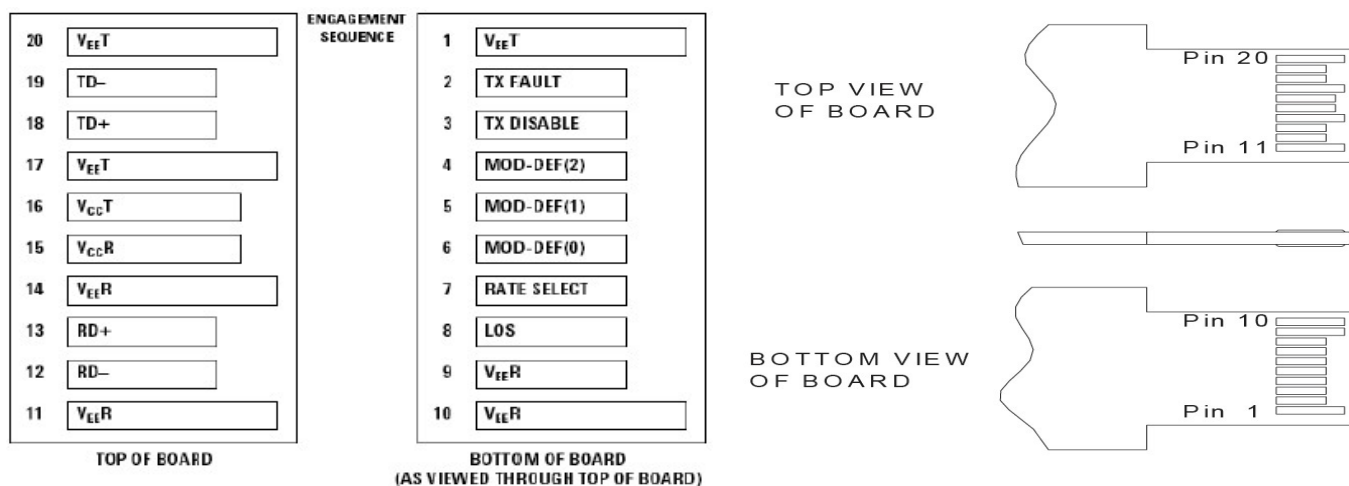 ENGAGEMENT
SEQUENCE
20 VEET
19 TD–
18 TD+
17 VEET
16 VCCT
15 VCCR
14 VEER
13 RD+
12 RD–
11 VEER
TOP OF BOARD
1 VEET
2 TX FAULT
3 TX DISABLE
4 MOD-DEF(2)
5 MOD-DEF(1)
6 MOD-DEF(0)
7 RATE SELECT
8 LOS
9 VEER
10 VEER
BOTTOM OF BOARD
(AS VIEWED THROUGH TOP OF BOARD)
TOP VIEW
OF BOARD
Pin 20
Pin 11
BOTTOM VIEW
OF BOARD
Pin 10
Pin 1